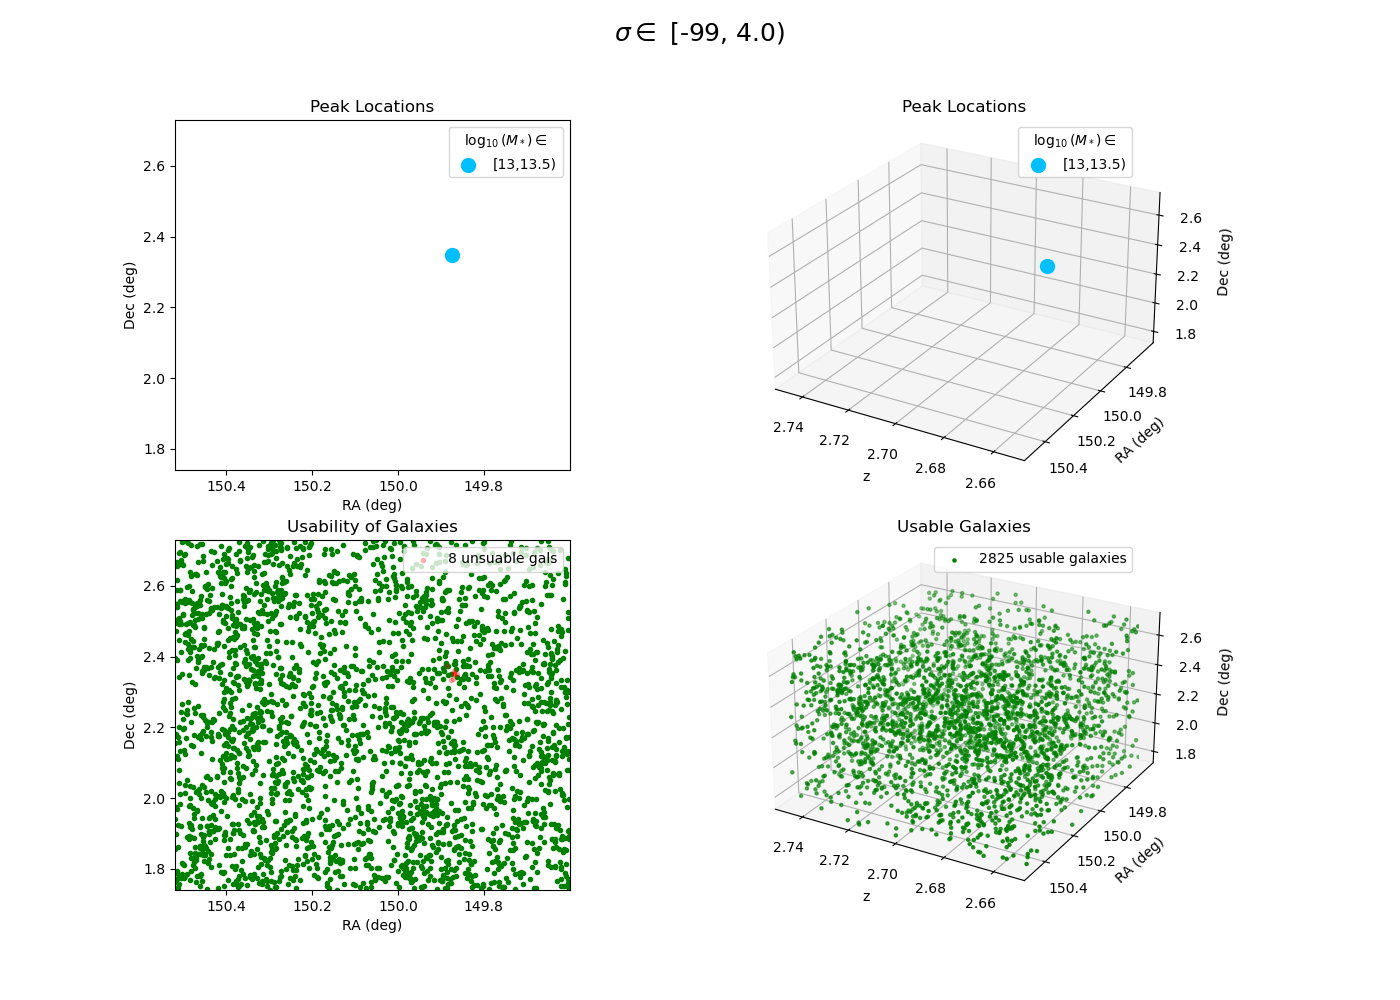 σ ∈ [-99, 4.0)
Peak Locations
log₁₀(M*) ∈
[13,13.5)
2.6
2.4
2.2
2.0
1.8
Dec (deg)
150.4 150.2 150.0 149.8
RA (deg)
Peak Locations
log₁₀(M*) ∈
[13,13.5)
2.6
2.4
2.2
2.0
1.8
Dec (deg)
149.8
150.0
150.2
150.4
RA (deg)
2.74
2.72
2.70
2.68
2.66
z
Usability of Galaxies
8 unsuable gals
2.6
2.4
2.2
2.0
1.8
Dec (deg)
150.4 150.2 150.0 149.8
RA (deg)
Usable Galaxies
2825 usable galaxies
2.6
2.4
2.2
2.0
1.8
Dec (deg)
149.8
150.0
150.2
150.4
RA (deg)
2.74
2.72
2.70
2.68
2.66
z